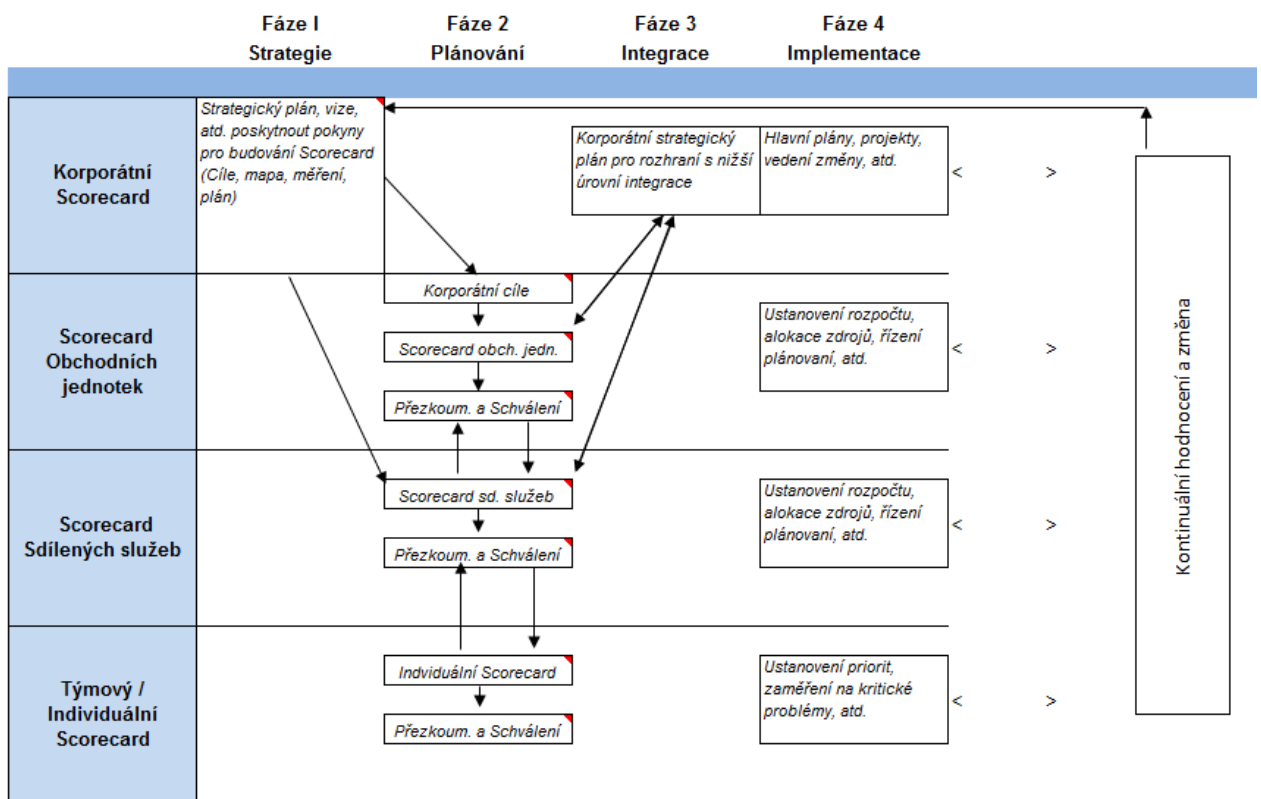 Fáze I
Strategie
Fáze 2
Plánování
Fáze 3
Integrace
Fáze 4
Implementace
Korporátní
Scorecard
Strategický plán, vize,
atd. poskytnout pokyny
pro budování Scorecard
(Cíle, mapa, měření,
plán)
Korporátní strategický
plán pro rozhraní s nižší
úrovní integrace
Hlavní plány, projekty,
vedení změny, atd.
< >
Scorecard
Obchodních
jednotek
Korporátní cíle
Scorecard obch. jedn.
Přezkoum. a Schválení
Ustanovení rozpočtu,
alokace zdrojů, řízení
plánovaní, atd.
< >
Scorecard
Sdílených služeb
Scorecard sd. služeb
Přezkoum. a Schválení
Ustanovení rozpočtu,
alokace zdrojů, řízení
plánovaní, atd.
< >
Týmový /
Individuální
Scorecard
Indviduální Scorecard
Přezkoum. a Schválení
Ustanovení priorit,
zaměření na kritické
problémy, atd.
< >
Kontinuální hodnocení a změna